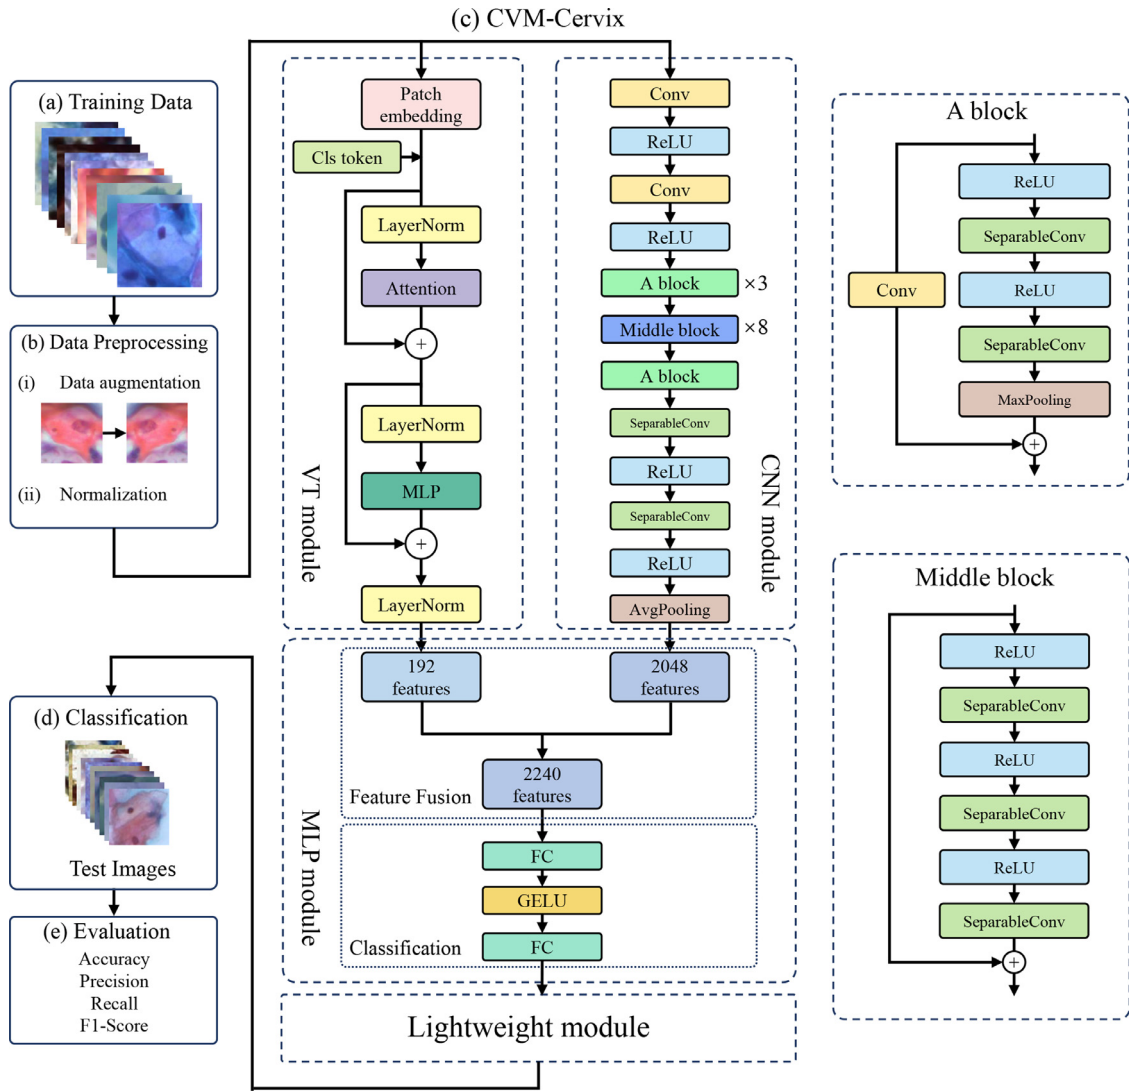 (c) CVM-Cervix
(a) Training Data
(b) Data Preprocessing
(i) Data augmentation
(ii) Normalization
Patch
embedding
Cls token
LayerNorm
Attention
+
LayerNorm
MLP
+
LayerNorm
VT module
Conv
ReLU
Conv
ReLU
A block ×3
Middle block ×8
A block
SeparableConv
ReLU
SeparableConv
ReLU
AvgPooling
CNN module
192
features
2048
features
2240
features
Feature Fusion
FC
GELU
FC
Classification
MLP module
Lightweight module
(d) Classification
Test Images
(e) Evaluation
Accuracy
Precision
Recall
F1-Score
A block
ReLU
SeparableConv
Conv
ReLU
SeparableConv
MaxPooling
+
Middle block
ReLU
SeparableConv
ReLU
SeparableConv
ReLU
SeparableConv
+